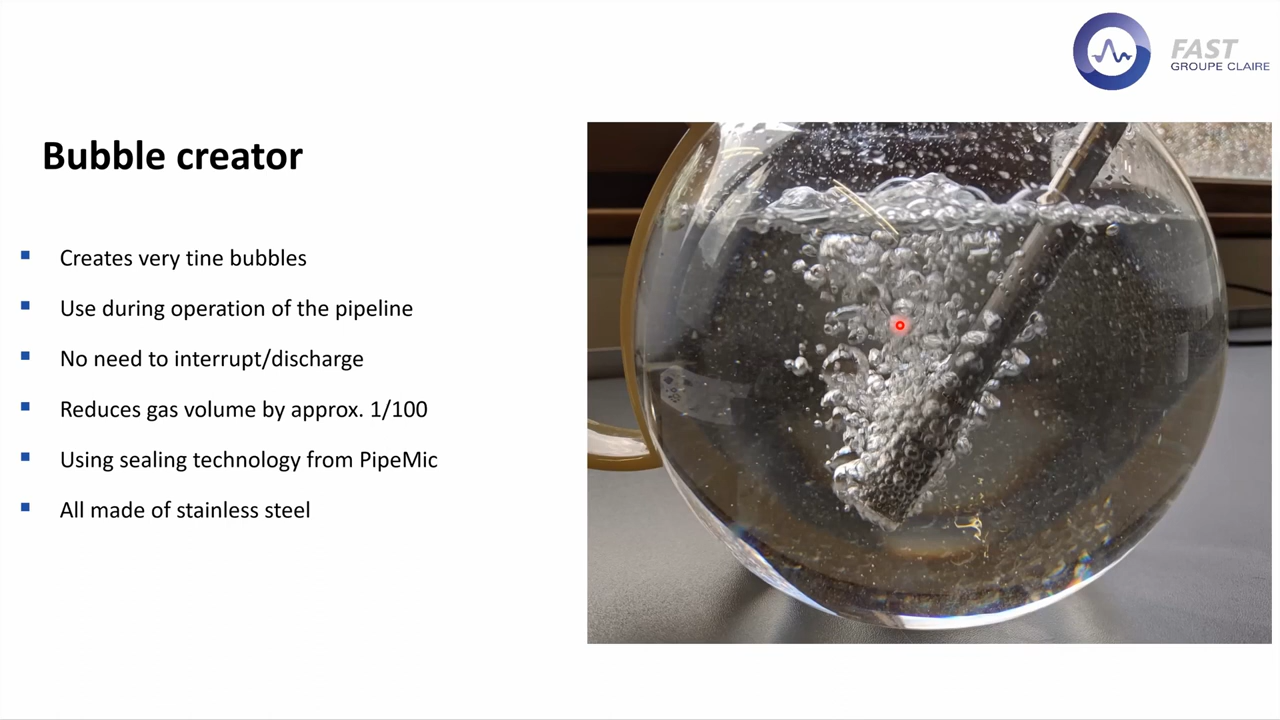 FAST
GROUPE CLAIRE
Bubble creator
Creates very tine bubbles
Use during operation of the pipeline
No need to interrupt/discharge
Reduces gas volume by approx. 1/100
Using sealing technology from PipeMic
All made of stainless steel